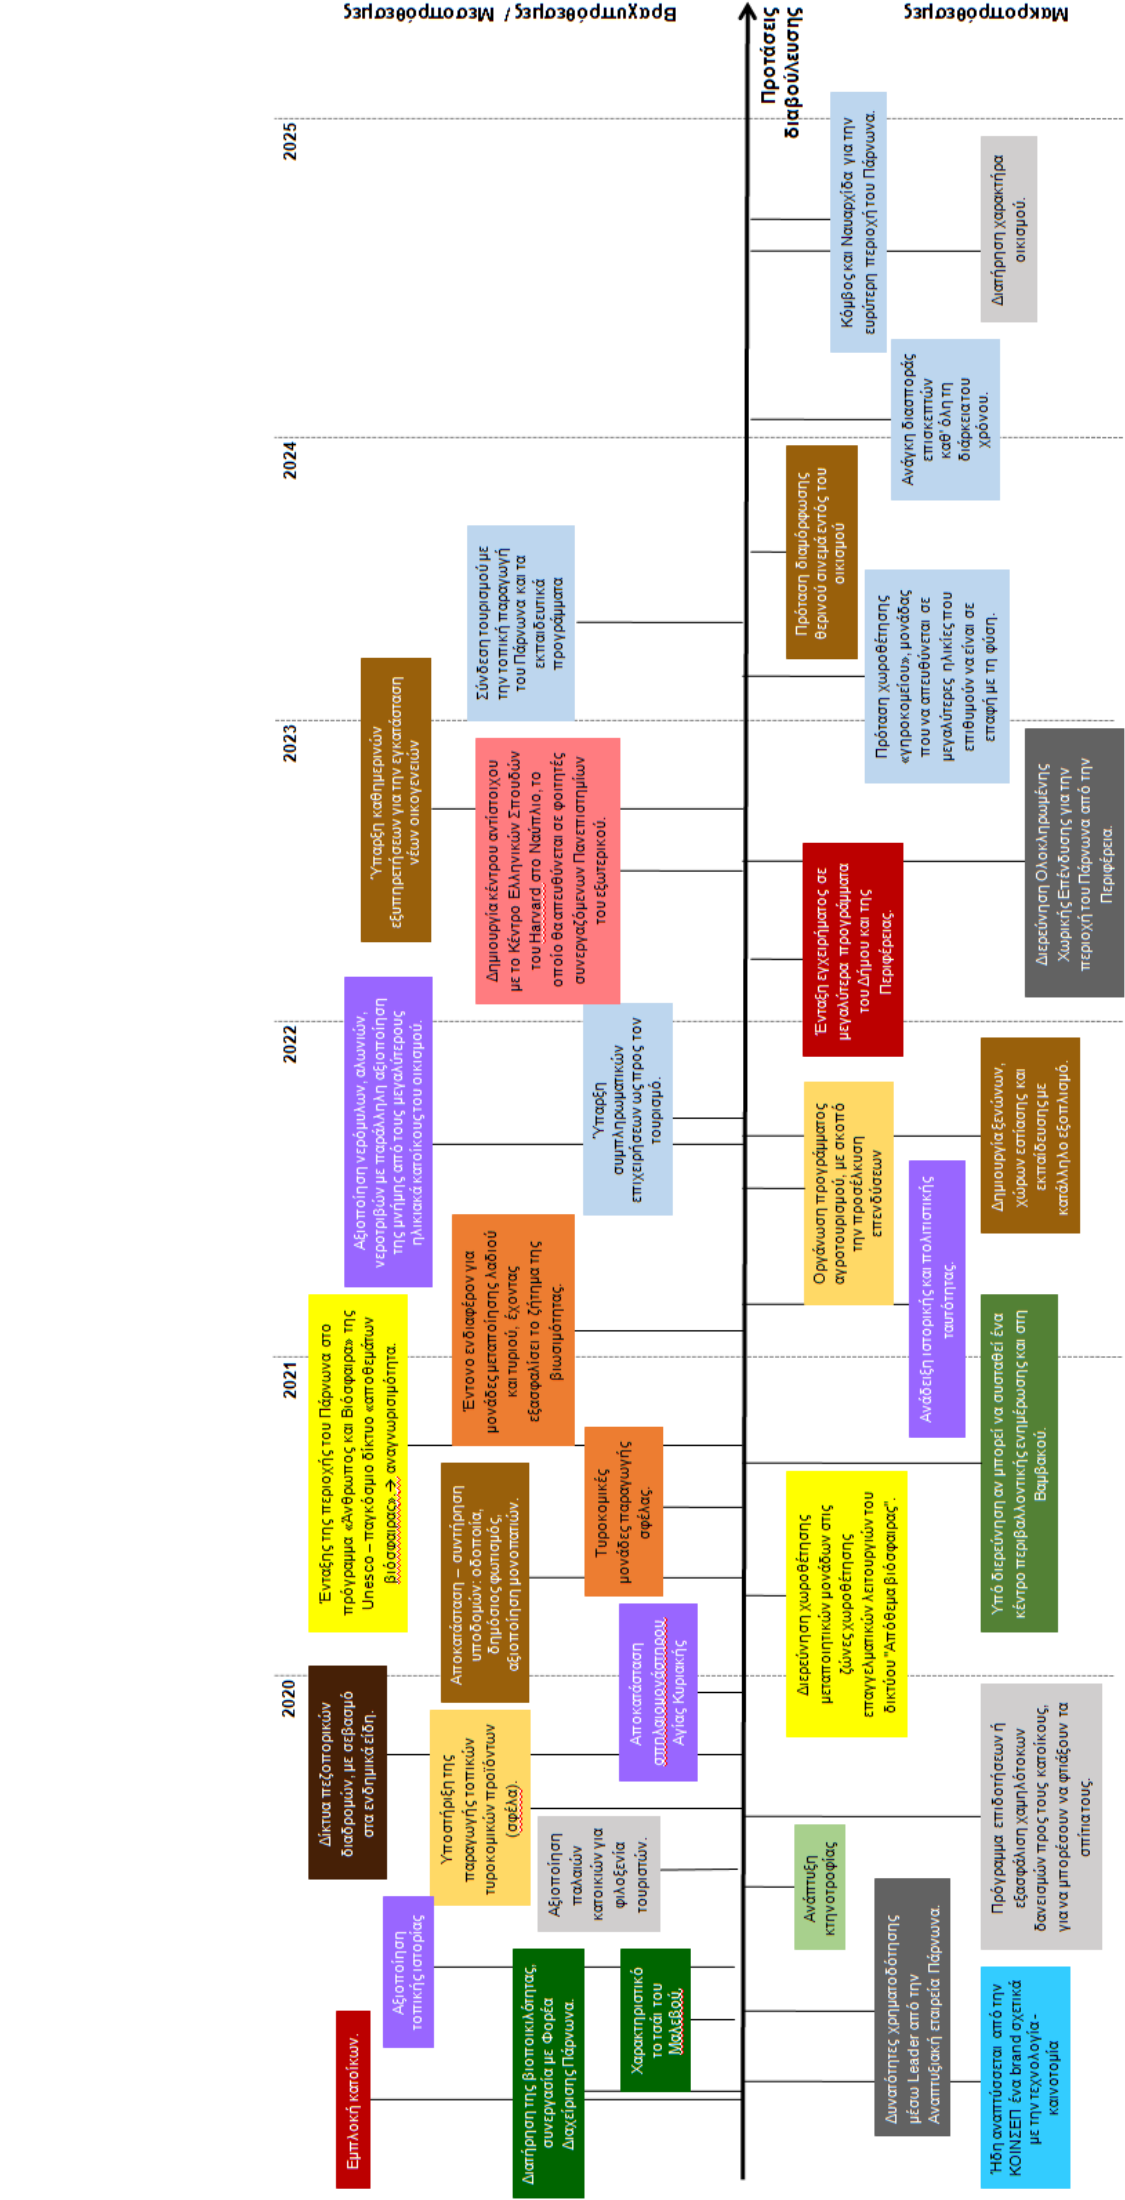 Βραχυπρόθεσμες / Μεσοπρόθεσμες
Μακροπρόθεσμες
Προτάσεις
διαβούλευσης
2020
2021
2022
2023
2024
2025
Εμπλοκή κατοίκων.
Αξιοποίηση
τοπικής ιστορίας
Διατήρηση της βιοποικιλότητας,
συνεργασία με Φορέα
Διαχείρισης Πάρνωνα.
Χαρακτηριστικό
το τσάι του
Μαλεβού.
Δίκτυα πεζοπορικών
διαδρομών, με σεβασμό
στα ενδημικά είδη.
Υποστήριξη της
παραγωγής τοπικών
τυροκομικών προϊόντων
(σφέλα).
Αξιοποίηση
παλαιών
κατοικιών για
φιλοξενία
τουριστών.
Αποκατάσταση
σπηλαιομονάστηρου
Αγίας Κυριακής
Ένταξης της περιοχής του Πάρνωνα στο
πρόγραμμα «Άνθρωπος και Βιόσφαιρα» της
Unesco – παγκόσμιο δίκτυο «αποθεμάτων
βιόσφαιρας». → αναγνωρισιμότητα.
Αποκατάσταση – συντήρηση
υποδομών: οδοποιία,
δημόσιος φωτισμός,
αξιοποίηση μονοπατιών.
Τυροκομικές
μονάδες παραγωγής
σφέλας.
Έντονο ενδιαφέρον για
μονάδες μεταποίησης λαδιού
και τυριού, έχοντας
εξασφαλίσει το ζήτημα της
βιωσιμότητας.
Αξιοποίηση νερόμυλων, αλωνιών,
νεροτριβών με παράλληλη αξιοποίηση
της μνήμης από τους μεγαλύτερους
ηλικιακά κατοίκους του οικισμού.
Ύπαρξη
συμπληρωματικών
επιχειρήσεων ως προς τον
τουρισμό.
Ύπαρξη καθημερινών
εξυπηρετήσεων για την εγκατάσταση
νέων οικογενειών
Δημιουργία κέντρου αντίστοιχου
με το Κέντρο Ελληνικών Σπουδών
του Harvard στο Ναύπλιο, το
οποίο θα απευθύνεται σε φοιτητές
συνεργαζόμενων Πανεπιστημίων
του εξωτερικού.
Σύνδεση τουρισμού με
την τοπική παραγωγή
του Πάρνωνα και τα
εκπαιδευτικά
προγράμματα
Ήδη αναπτύσσεται από την
ΚΟΙΝΣΕΠ ένα brand σχετικά
με την τεχνολογία -
καινοτομία
Δυνατότητες χρηματοδότησης
μέσω Leader από την
Αναπτυξιακή εταιρεία Πάρνωνα.
Ανάπτυξη
κτηνοτροφίας
Πρόγραμμα επιδοτήσεων ή
εξασφάλιση χαμηλότοκων
δανεισμών προς τους κατοίκους,
για να μπορέσουν να φτιάξουν τα
σπίτια τους.
Διερεύνηση χωροθέτησης
μεταποιητικών μονάδων στις
ζώνες χωροθέτησης
επαγγελματικών λειτουργιών του
δικτύου "Απόθεμα βιόσφαιρας".
Υπό διερεύνηση αν μπορεί να συσταθεί ένα
κέντρο περιβαλλοντικής ενημέρωσης και στη
Βαμβακού.
Ανάδειξη ιστορικής και πολιτιστικής
ταυτότητας.
Οργάνωση προγράμματος
αγροτουρισμού, με σκοπό
την προσέλκυση
επενδύσεων
Δημιουργία ξενώνων,
χώρων εστίασης και
εκπαίδευσης με
κατάλληλο εξοπλισμό.
Ένταξη εγχειρήματος σε
μεγαλύτερα προγράμματα
του Δήμου και της
Περιφέρειας.
Διερεύνηση Ολοκληρωμένης
Χωρικής Επένδυσης για την
περιοχή του Πάρνωνα από την
Περιφέρεια.
Πρόταση χωροθέτησης
«γηροκομείου», μονάδας
που να απευθύνεται σε
μεγαλύτερες ηλικίες που
επιθυμούν να είναι σε
επαφή με τη φύση.
Πρόταση διαμόρφωσης
θερινού σινεμά εντός του
οικισμού
Ανάγκη διασποράς
επισκεπτών
καθ' όλη τη
διάρκεια του
χρόνου.
Κόμβος και Ναυαρχίδα για την
ευρύτερη περιοχή του Πάρνωνα.
Διατήρηση χαρακτήρα
οικισμού.